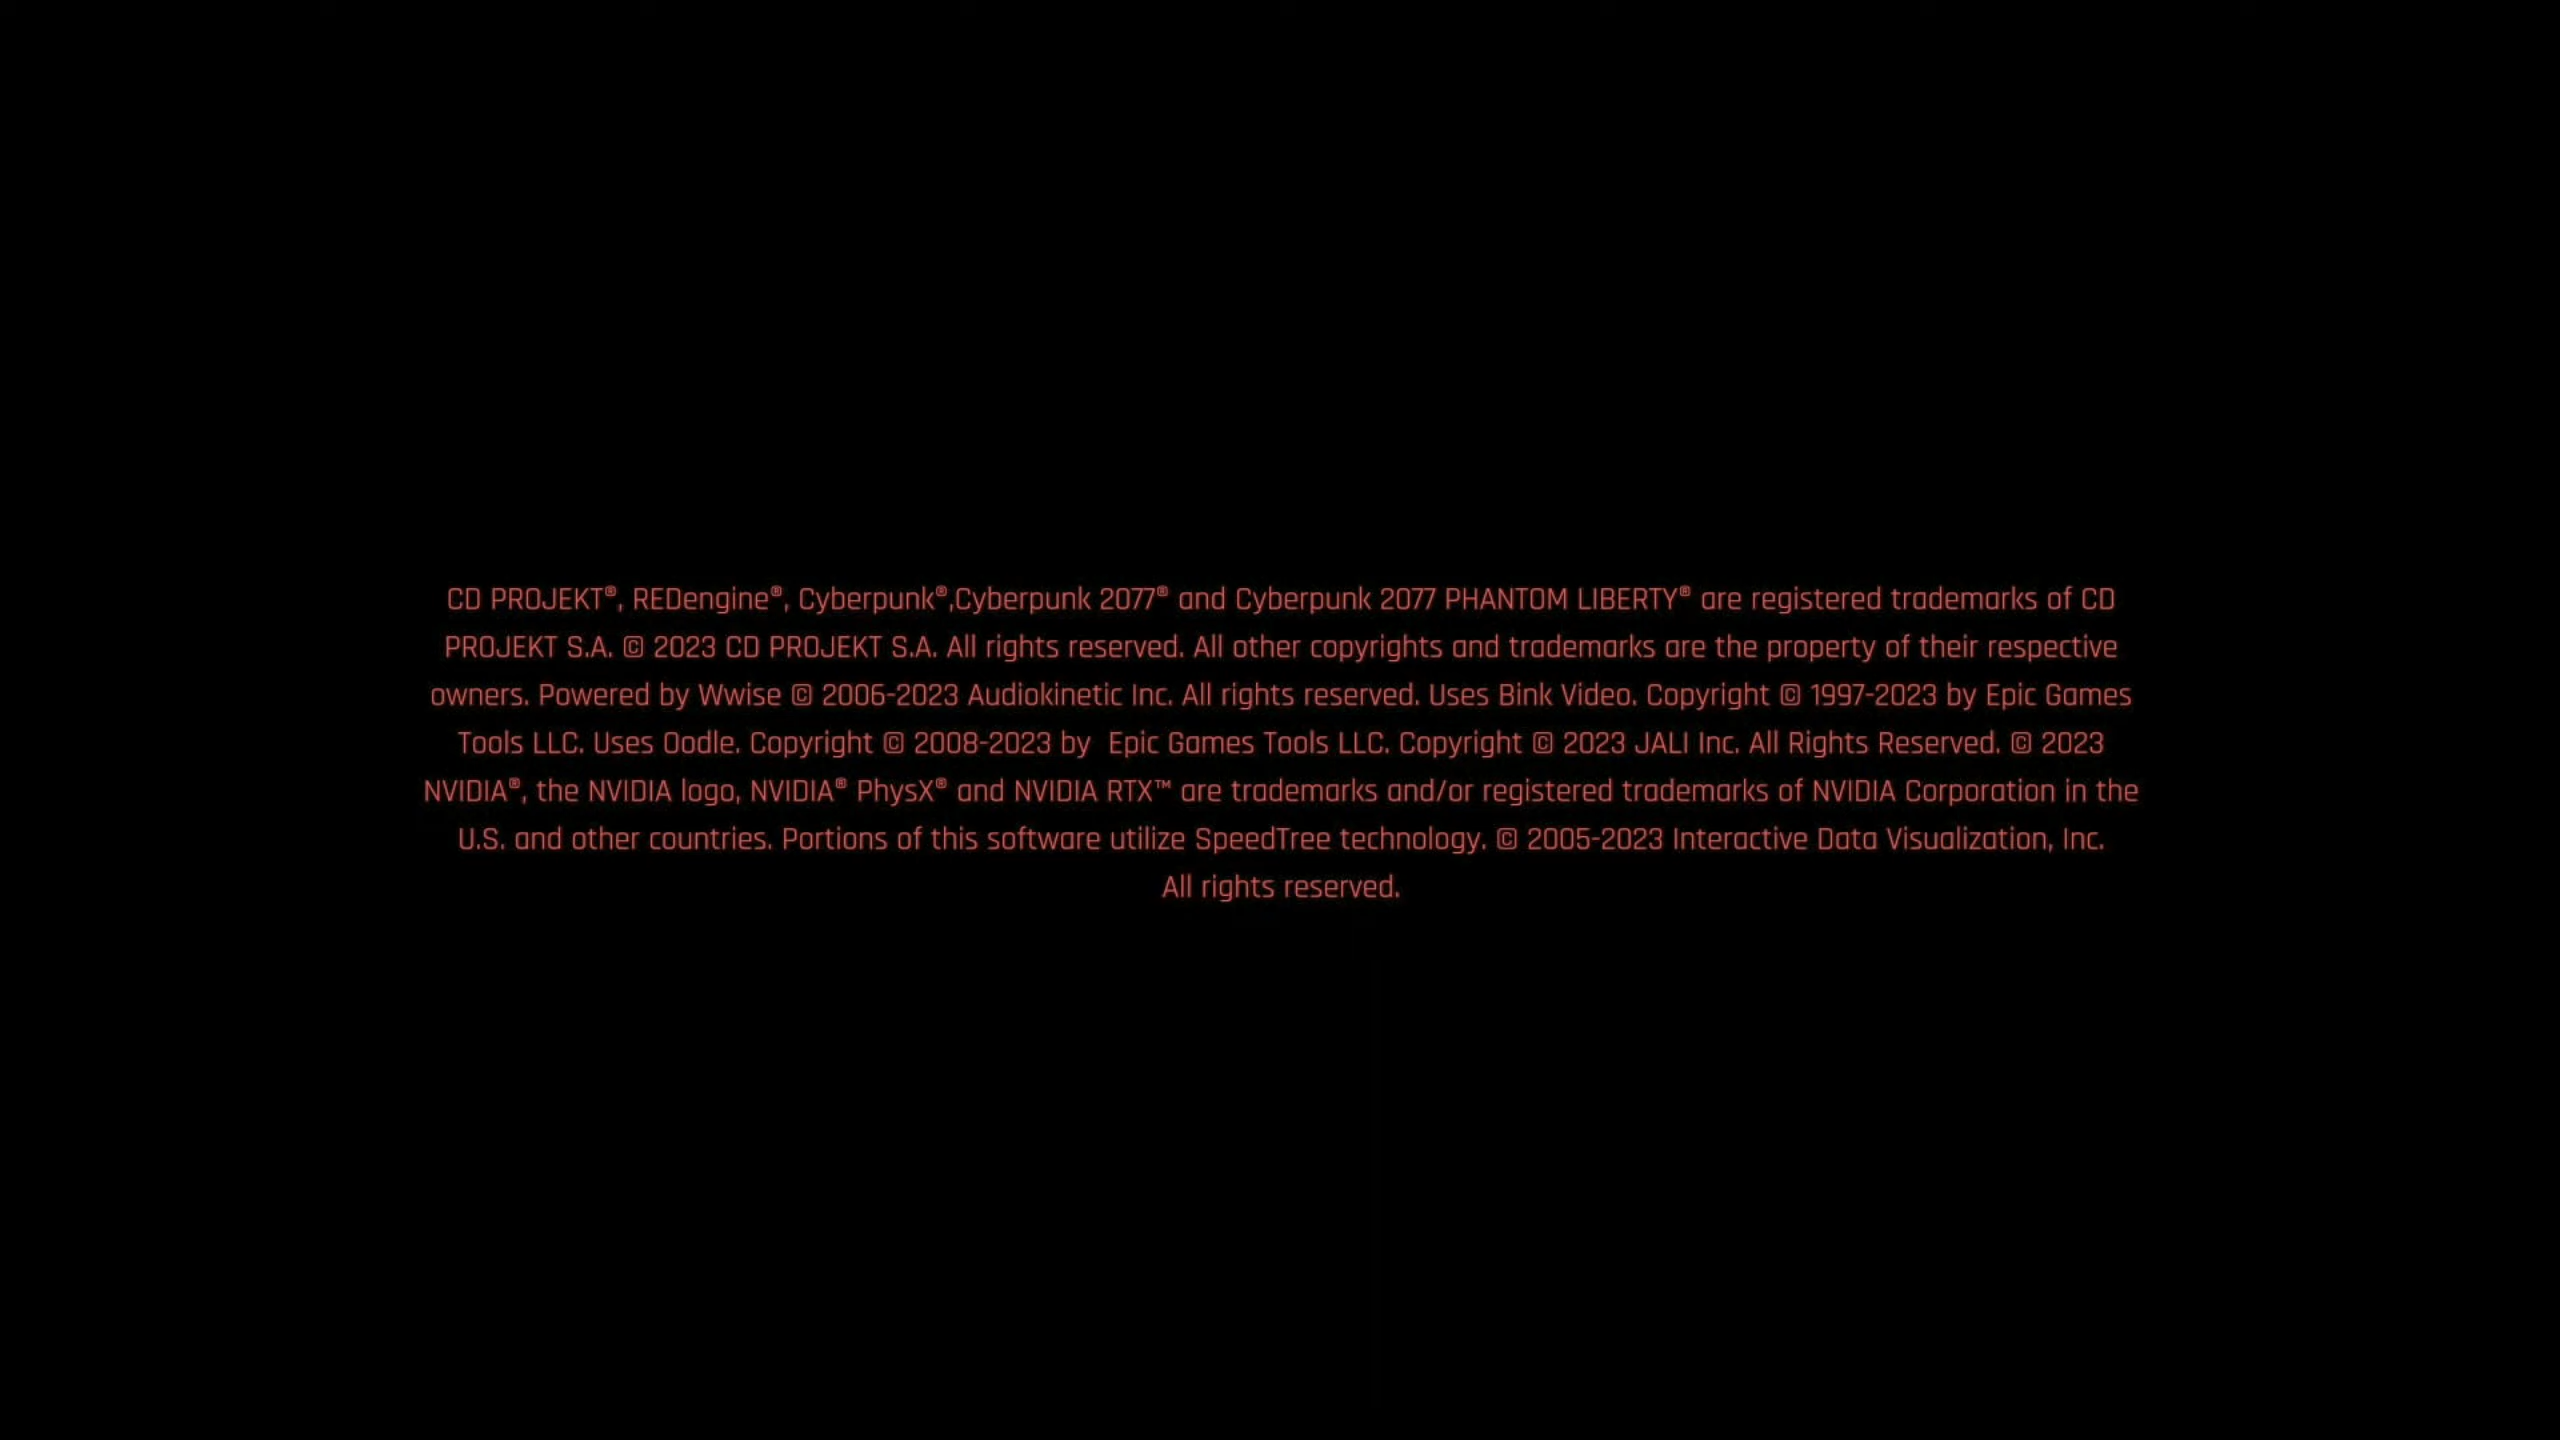 CD PROJEKT®, REDengine®, Cyberpunk®,Cyberpunk 2077® and Cyberpunk 2077 PHANTOM LIBERTY® are registered trademarks of CD
PROJEKT S.A. © 2023 CD PROJEKT S.A. All rights reserved. All other copyrights and trademarks are the property of their respective
owners. Powered by Wwise © 2006-2023 Audiokinetic Inc. All rights reserved. Uses Bink Video. Copyright © 1997-2023 by Epic Games
Tools LLC. Uses Oodle. Copyright © 2008-2023 by  Epic Games Tools LLC. Copyright © 2023 JALI Inc. All Rights Reserved. © 2023
NVIDIA®, the NVIDIA logo, NVIDIA® PhysX® and NVIDIA RTX™ are trademarks and/or registered trademarks of NVIDIA Corporation in the
U.S. and other countries. Portions of this software utilize SpeedTree technology. © 2005-2023 Interactive Data Visualization, Inc.
All rights reserved.